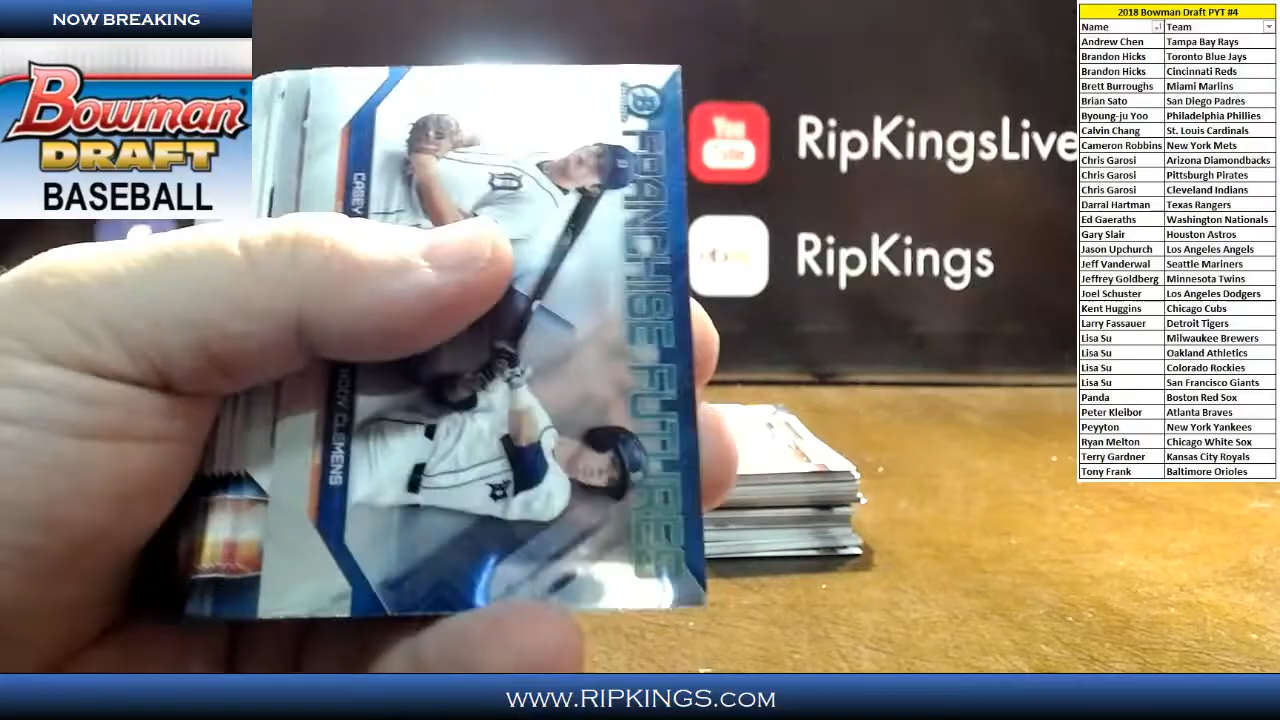 NOW BREAKING
Bowman
DRAFT
BASEBALL
FRANCHISE FUTURES
CASEY
KODY CLEMENS
D
You
Tube
RipKingsLive
RipKings
2018 Bowman Draft PYT #4
Name Team
Andrew Chen Tampa Bay Rays
Brandon Hicks Toronto Blue Jays
Brandon Hicks Cincinnati Reds
Brett Burroughs Miami Marlins
Brian Sato San Diego Padres
Byoung-ju Yoo Philadelphia Phillies
Calvin Chang St. Louis Cardinals
Cameron Robbins New York Mets
Chris Garosi Arizona Diamondbacks
Chris Garosi Pittsburgh Pirates
Chris Garosi Cleveland Indians
Darral Hartman Texas Rangers
Ed Gaeraths Washington Nationals
Gary Slair Houston Astros
Jason Upchurch Los Angeles Angels
Jeff Vanderwal Seattle Mariners
Jeffrey Goldberg Minnesota Twins
Joel Schuster Los Angeles Dodgers
Kent Huggins Chicago Cubs
Larry Fassauer Detroit Tigers
Lisa Su Milwaukee Brewers
Lisa Su Oakland Athletics
Lisa Su Colorado Rockies
Lisa Su San Francisco Giants
Panda Boston Red Sox
Peter Kleibor Atlanta Braves
Peyyton New York Yankees
Ryan Melton Chicago White Sox
Terry Gardner Kansas City Royals
Tony Frank Baltimore Orioles
WWW.RIPKINGS.COM